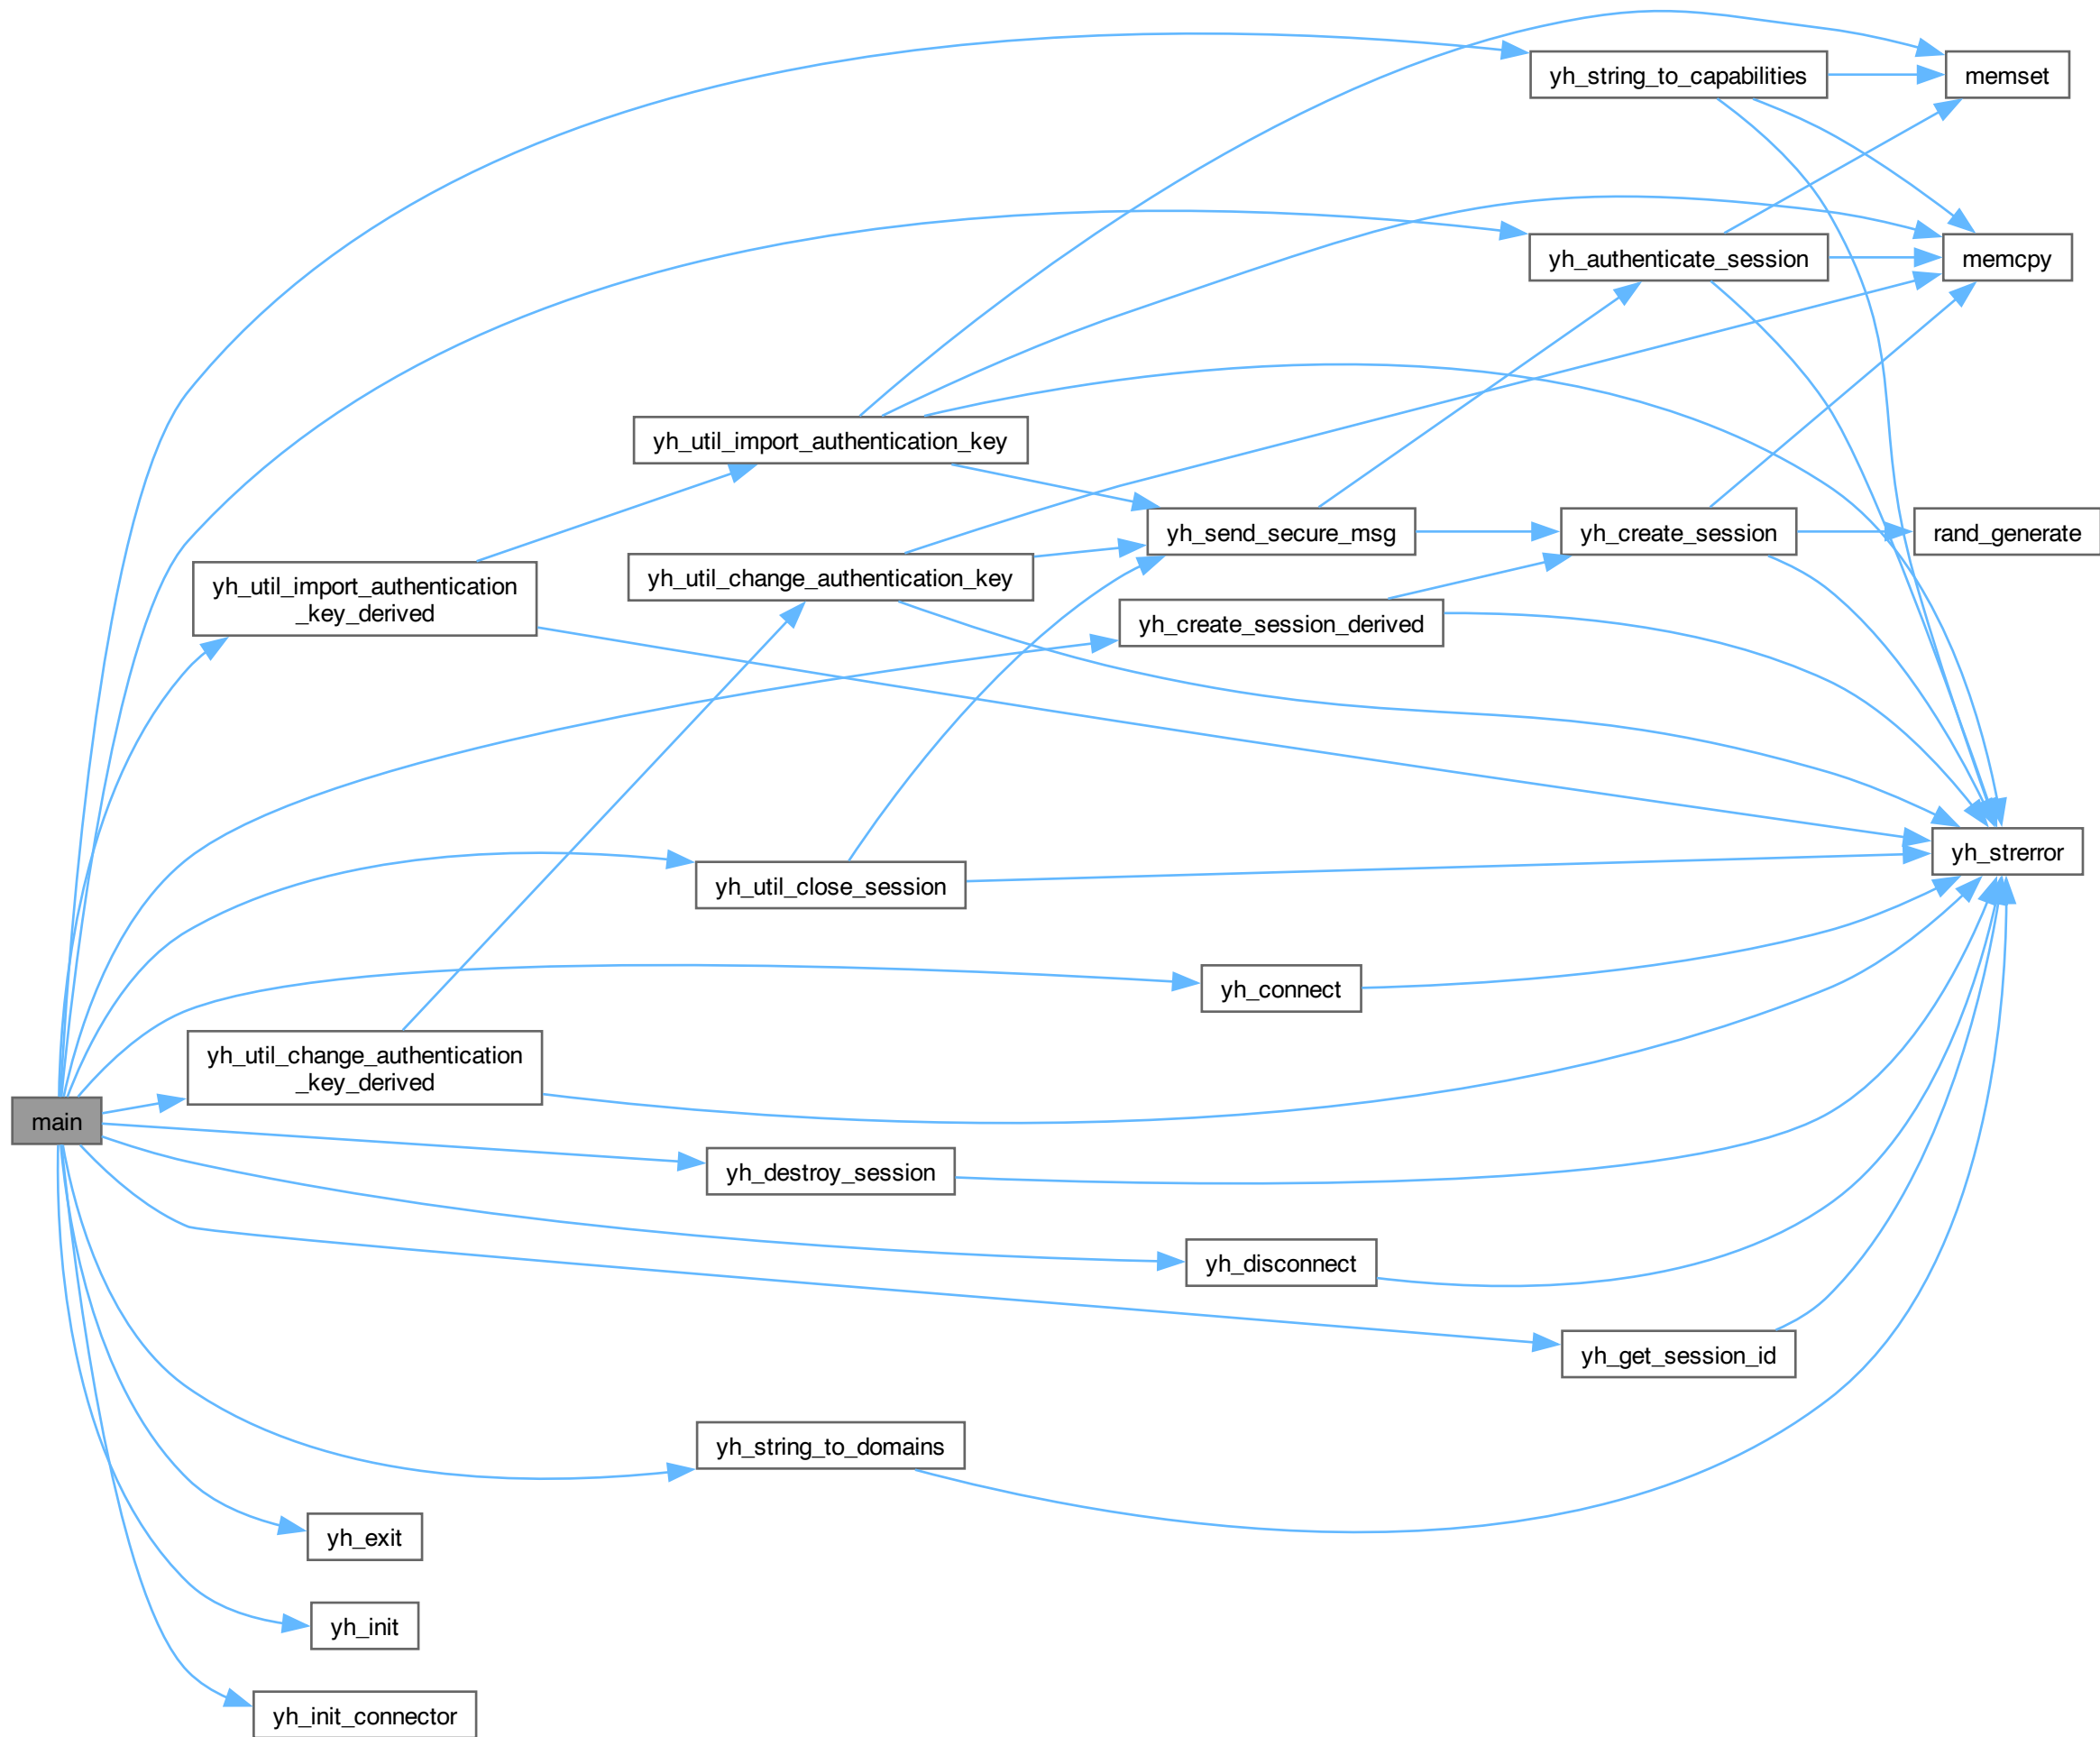 yh_string_to_capabilities
memset
yh_authenticate_session
memcpy
yh_util_import_authentication_key
yh_send_secure_msg
yh_create_session
rand_generate
yh_util_import_authentication
_key_derived
yh_util_change_authentication_key
yh_create_session_derived
yh_strerror
yh_util_close_session
yh_connect
yh_util_change_authentication
_key_derived
main
yh_destroy_session
yh_disconnect
yh_get_session_id
yh_string_to_domains
yh_exit
yh_init
yh_init_connector